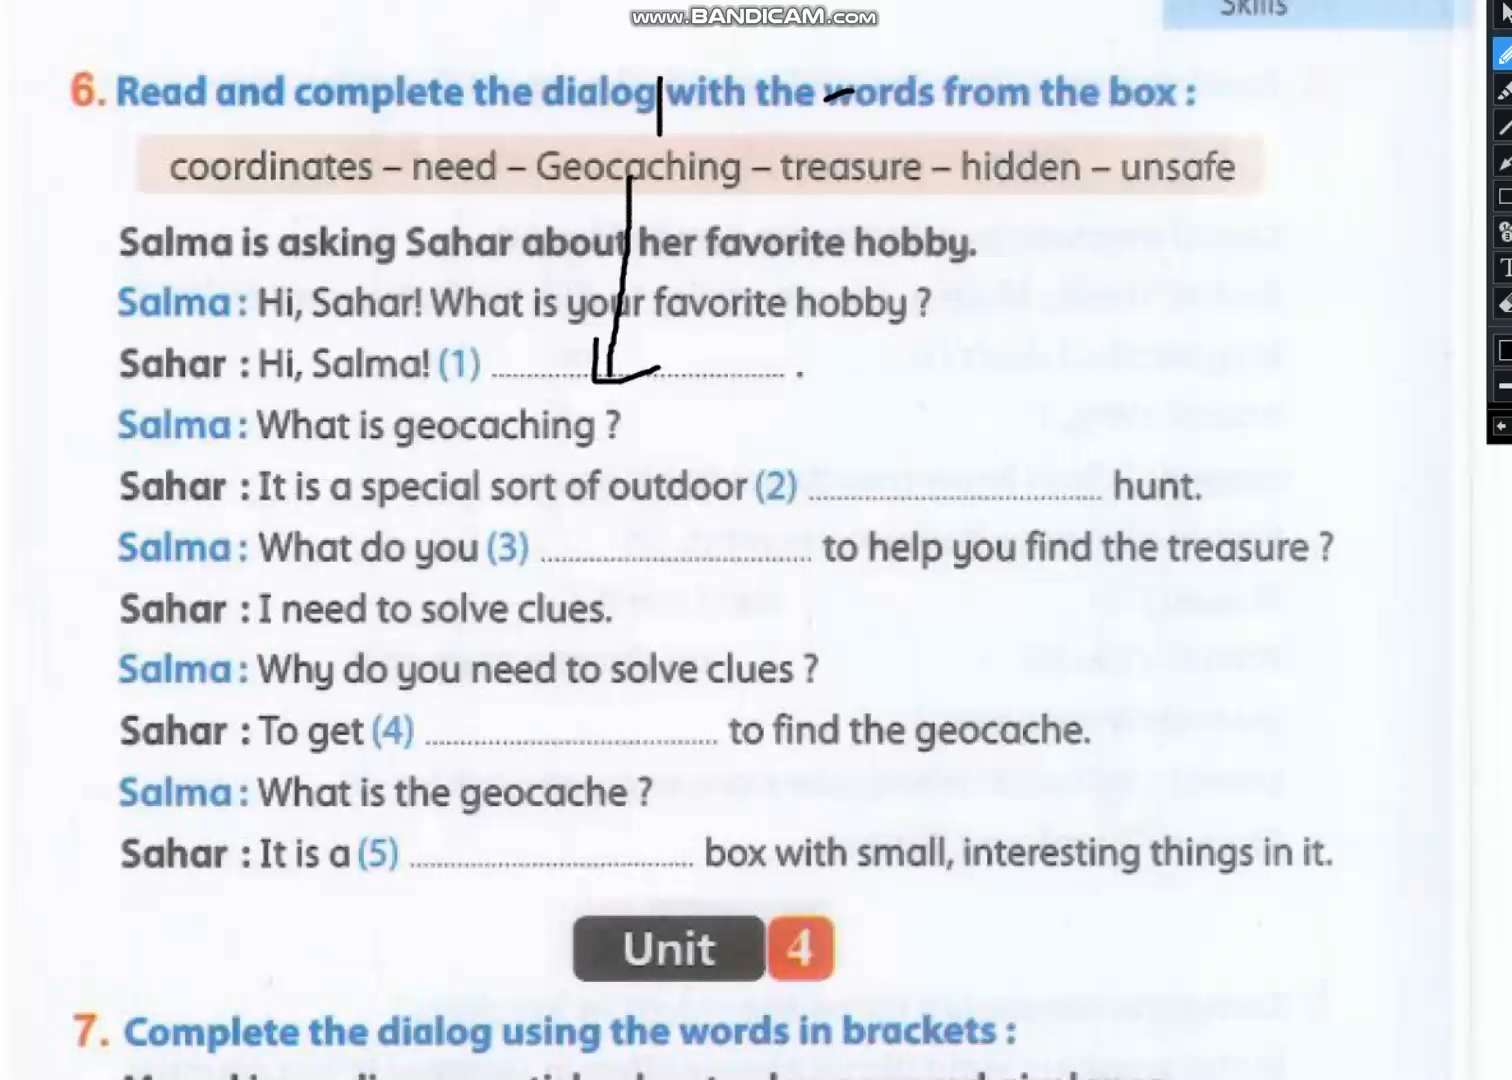 www.BANDICAM.com
Skills
6. Read and complete the dialog with the words from the box :
coordinates – need – Geocaching – treasure – hidden – unsafe
Salma is asking Sahar about her favorite hobby.
Salma : Hi, Sahar! What is your favorite hobby ?
Sahar : Hi, Salma! (1) ........................................ .
Salma : What is geocaching ?
Sahar : It is a special sort of outdoor (2) ........................................ hunt.
Salma : What do you (3) ........................................ to help you find the treasure ?
Sahar : I need to solve clues.
Salma : Why do you need to solve clues ?
Sahar : To get (4) ........................................ to find the geocache.
Salma : What is the geocache ?
Sahar : It is a (5) ........................................ box with small, interesting things in it.
Unit 4
7. Complete the dialog using the words in brackets :